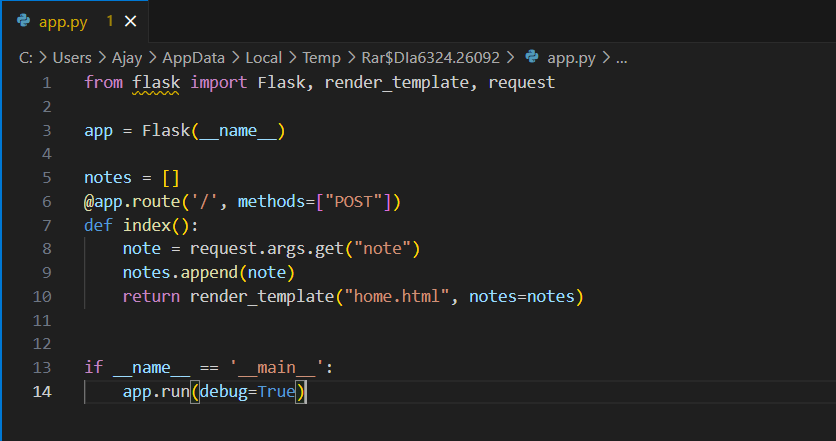 app.py 1 ×
C: > Users > Ajay > AppData > Local > Temp > Rar$DIa6324.26092 > app.py > ...
1 from flask import Flask, render_template, request
2
3 app = Flask(__name__)
4
5 notes = []
6 @app.route('/', methods=["POST"])
7 def index():
8     note = request.args.get("note")
9     notes.append(note)
10     return render_template("home.html", notes=notes)
11
12
13 if __name__ == '__main__':
14     app.run(debug=True)